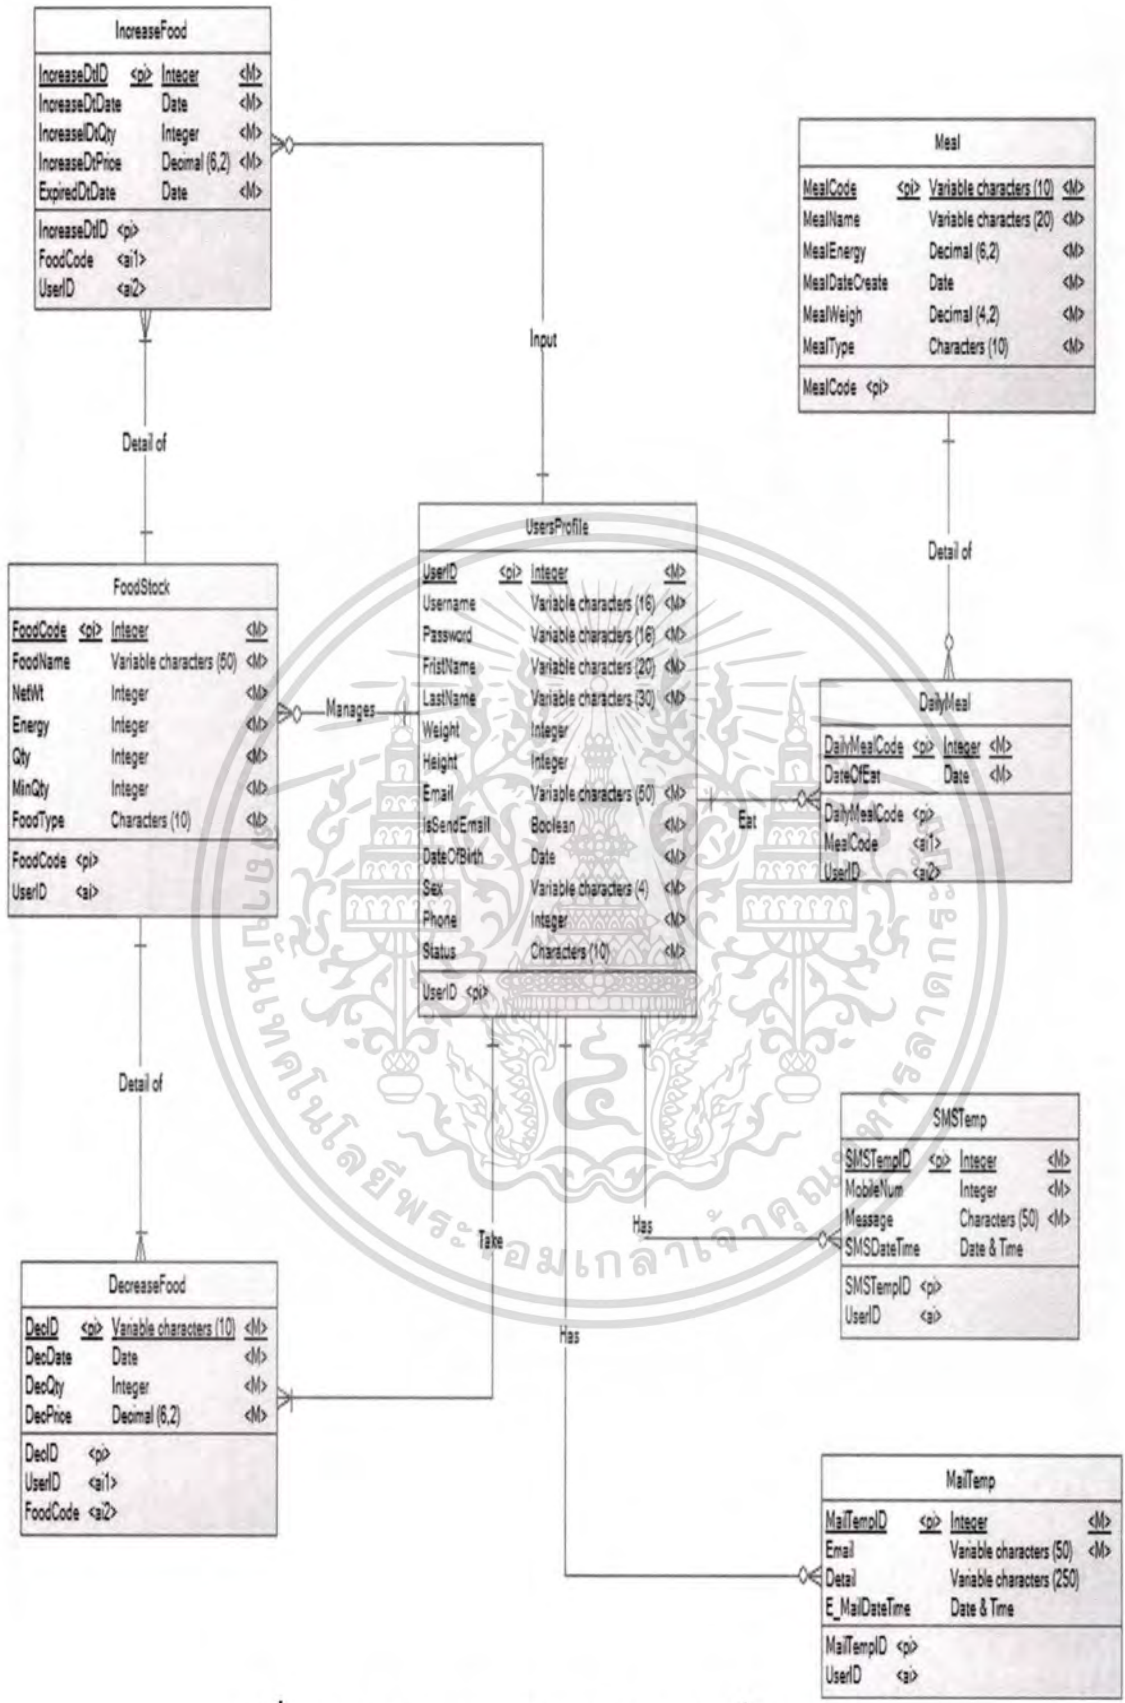 IncreaseFood
IncreaseDtID <pi> Integer <M>
IncreaseDtDate Date <M>
IncreaselDtQty Integer <M>
IncreaseDtPrice Decimal (6,2) <M>
ExpiredDtDate Date <M>
IncreaseDtID <pi>
FoodCode <ai1>
UserID <ai2>
Input
Meal
MealCode <pi> Variable characters (10) <M>
MealName Variable characters (20) <M>
MealEnergy Decimal (6,2) <M>
MealDateCreate Date <M>
MealWeigh Decimal (4,2) <M>
MealType Characters (10) <M>
MealCode <pi>
Detail of
Detail of
UsersProfile
UserID <pi> Integer <M>
Username Variable characters (16) <M>
Password Variable characters (16) <M>
FristName Variable characters (20) <M>
LastName Variable characters (30) <M>
Weight Integer
Height Integer
Email Variable characters (50) <M>
IsSendEmail Boolean <M>
DateOfBirth Date <M>
Sex Variable characters (4) <M>
Phone Integer <M>
Status Characters (10) <M>
UserID <pi>
FoodStock
FoodCode <pi> Integer <M>
FoodName Variable characters (50) <M>
NetWt Integer <M>
Energy Integer <M>
Qty Integer <M>
MinQty Integer <M>
FoodType Characters (10) <M>
FoodCode <pi>
UserID <ai>
Manages
Eat
DailyMeal
DailyMealCode <pi> Integer <M>
DateOfEat Date <M>
DailyMealCode <pi>
MealCode <ai1>
UserID <ai2>
Detail of
Take
Has
Has
SMSTemp
SMSTempID <pi> Integer <M>
MobileNum Integer <M>
Message Characters (50) <M>
SMSDateTime Date & Time
SMSTempID <pi>
UserID <ai>
DecreaseFood
DecID <pi> Variable characters (10) <M>
DecDate Date <M>
DecQty Integer <M>
DecPrice Decimal (6,2) <M>
DecID <pi>
UserID <ai1>
FoodCode <ai2>
MailTemp
MailTempID <pi> Integer <M>
Email Variable characters (50) <M>
Detail Variable characters (250)
E_MailDateTime Date & Time
MailTempID <pi>
UserID <ai>